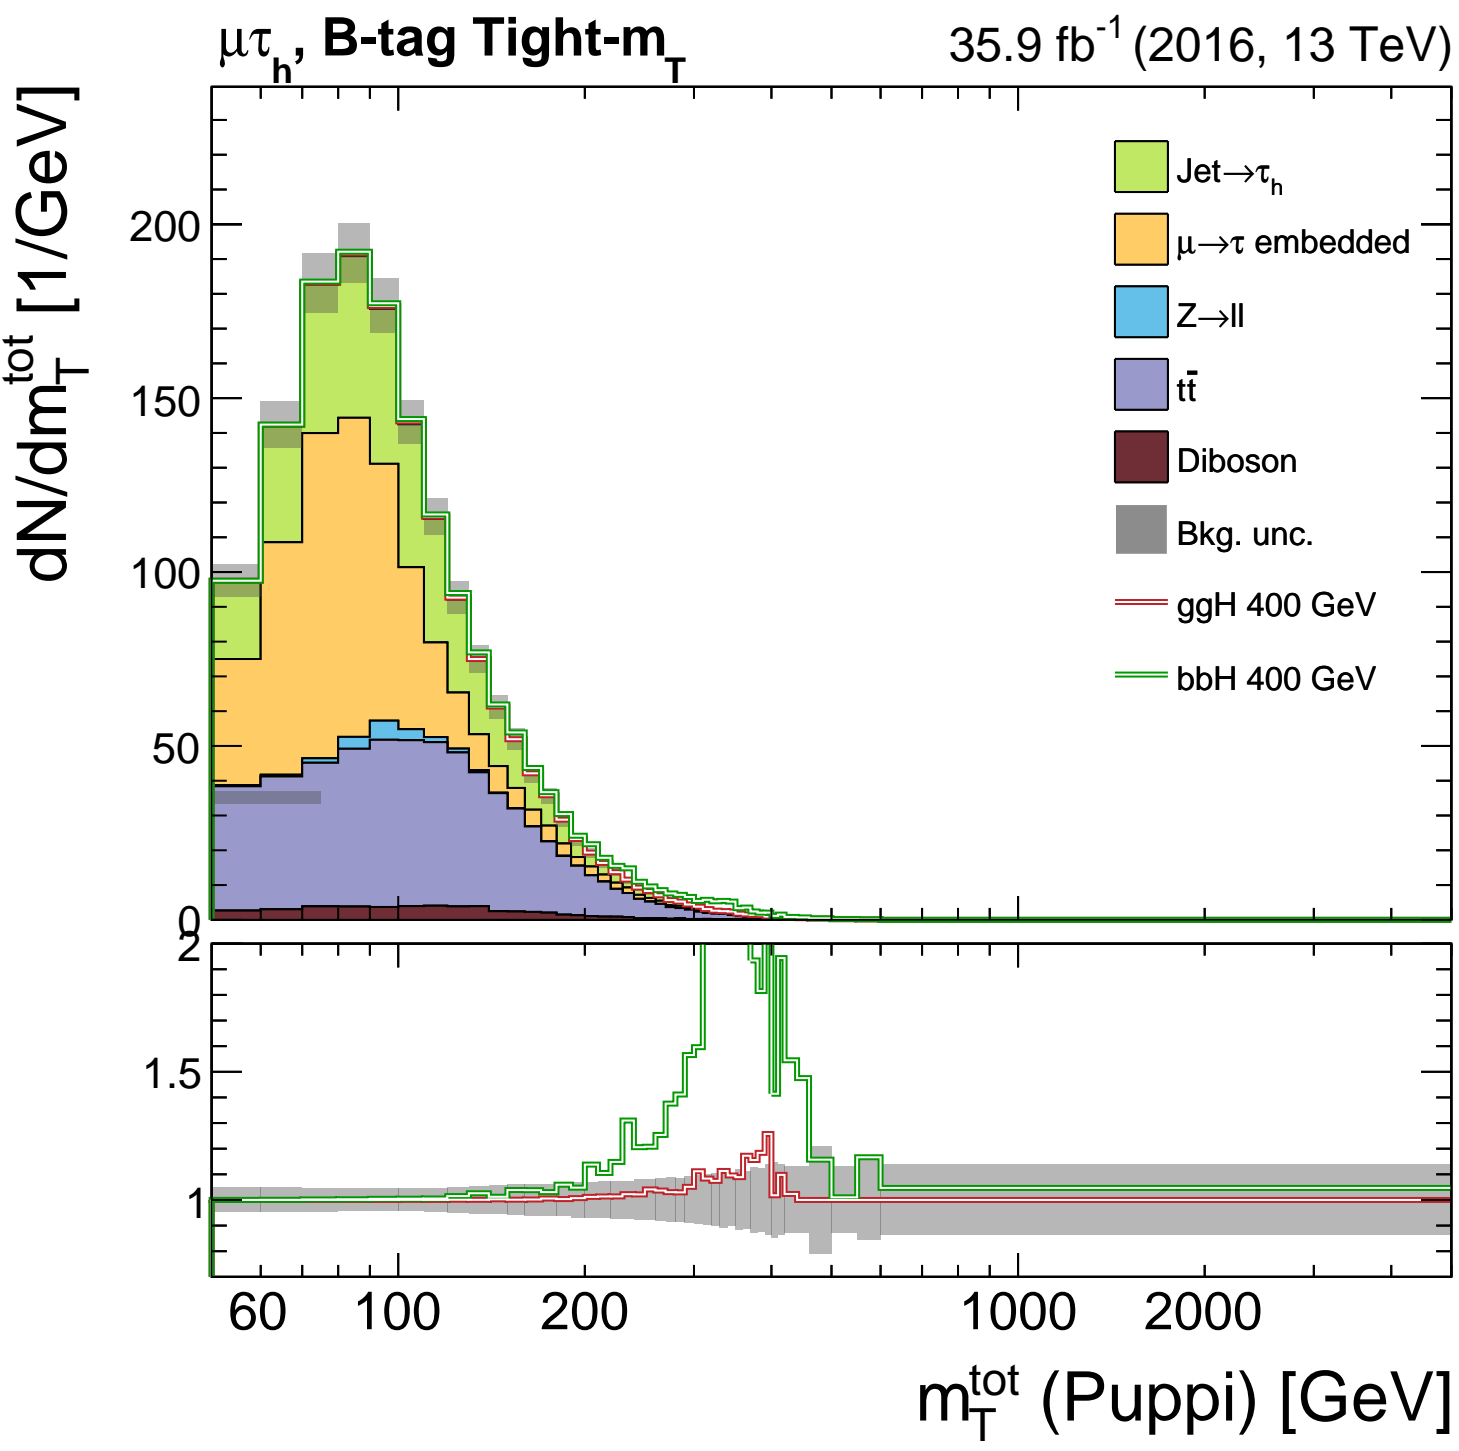 μτh, B-tag Tight-mT 35.9 fb-1 (2016, 13 TeV)
dN/dmTtot [1/GeV]
200
150
100
50
0
Jet→τh
μ→τ embedded
Z→ll
tt̄
Diboson
Bkg. unc.
ggH 400 GeV
bbH 400 GeV
2
1.5
1
60 100 200 1000 2000
mTtot (Puppi) [GeV]